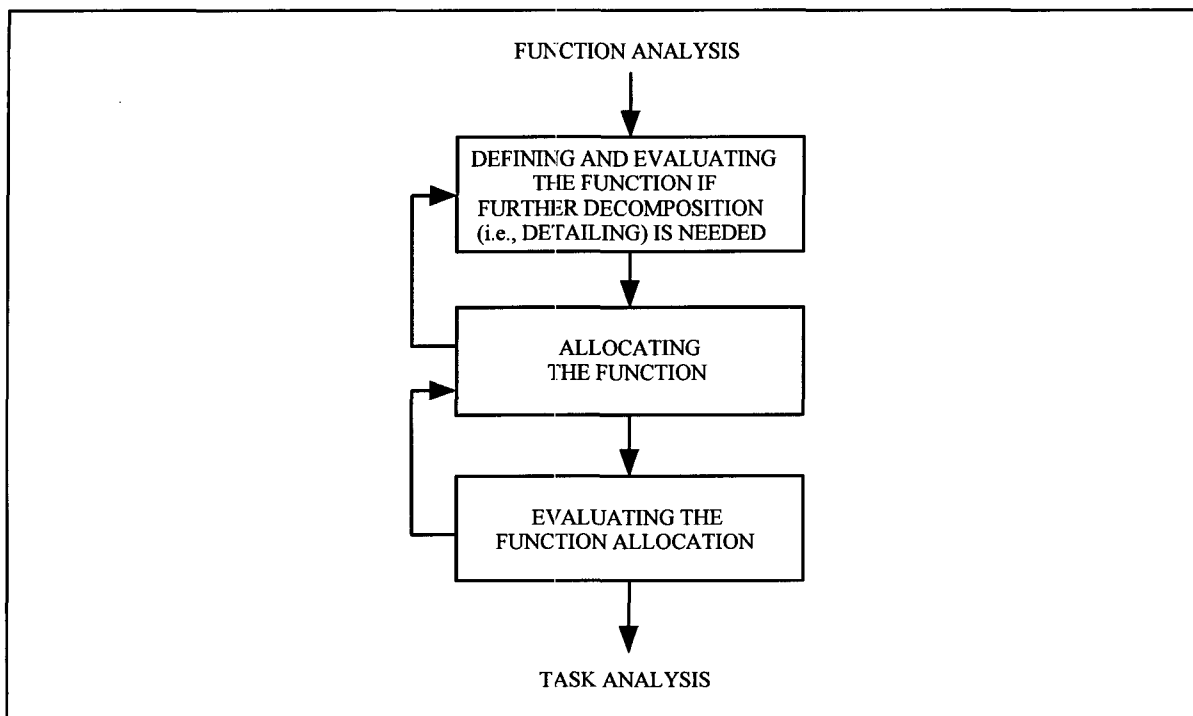 FUNCTION ANALYSIS
DEFINING AND EVALUATING
THE FUNCTION IF
FURTHER DECOMPOSITION
(i.e., DETAILING) IS NEEDED
ALLOCATING
THE FUNCTION
EVALUATING THE
FUNCTION ALLOCATION
TASK ANALYSIS